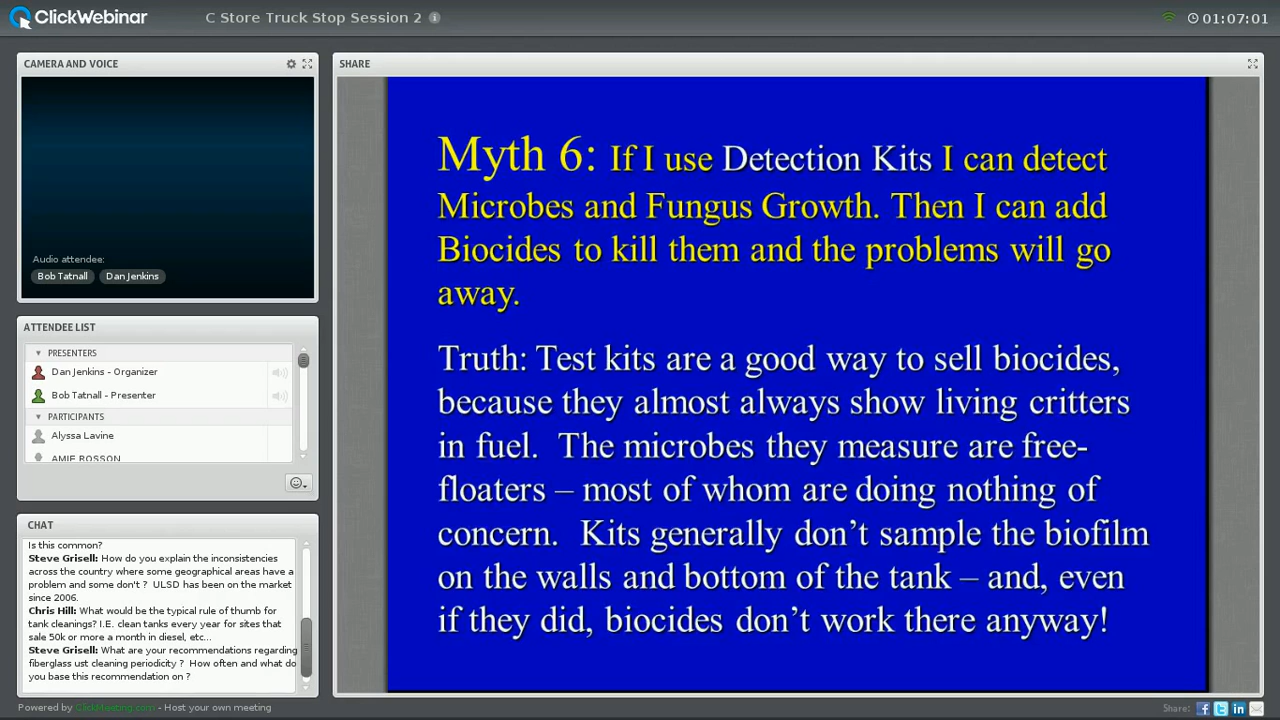 ClickWebinar
C Store Truck Stop Session 2
01:07:01
CAMERA AND VOICE
Audio attendee:
Bob Tatnall Dan Jenkins
ATTENDEE LIST
PRESENTERS
Dan Jenkins - Organizer
Bob Tatnall - Presenter
PARTICIPANTS
Alyssa Lavine
AMIE ROSSON
CHAT
Is this common?
Steve Grisell: How do you explain the inconsistencies
across the country where some geographical areas have a
problem and some don't ? ULSD has been on the market
since 2006.
Chris Hill: What would be the typical rule of thumb for
tank cleanings? I.E. clean tanks every year for sites that
sale 50k or more a month in diesel, etc...
Steve Grisell: What are your recommendations regarding
fiberglass ust cleaning periodicity ? How often and what do
you base this recommendation on ?
SHARE
Myth 6: If I use Detection Kits I can detect
Microbes and Fungus Growth. Then I can add
Biocides to kill them and the problems will go
away.
Truth: Test kits are a good way to sell biocides,
because they almost always show living critters
in fuel. The microbes they measure are free-
floaters – most of whom are doing nothing of
concern. Kits generally don’t sample the biofilm
on the walls and bottom of the tank – and, even
if they did, biocides don’t work there anyway!
Powered by ClickMeeting.com - Host your own meeting
Share: